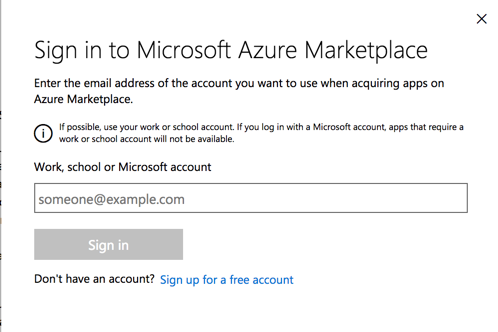 Sign in to Microsoft Azure Marketplace
Enter the email address of the account you want to use when acquiring apps on
Azure Marketplace.
If possible, use your work or school account. If you log in with a Microsoft account, apps that require a
work or school account will not be available.
Work, school or Microsoft account
someone@example.com
Sign in
Don't have an account? Sign up for a free account